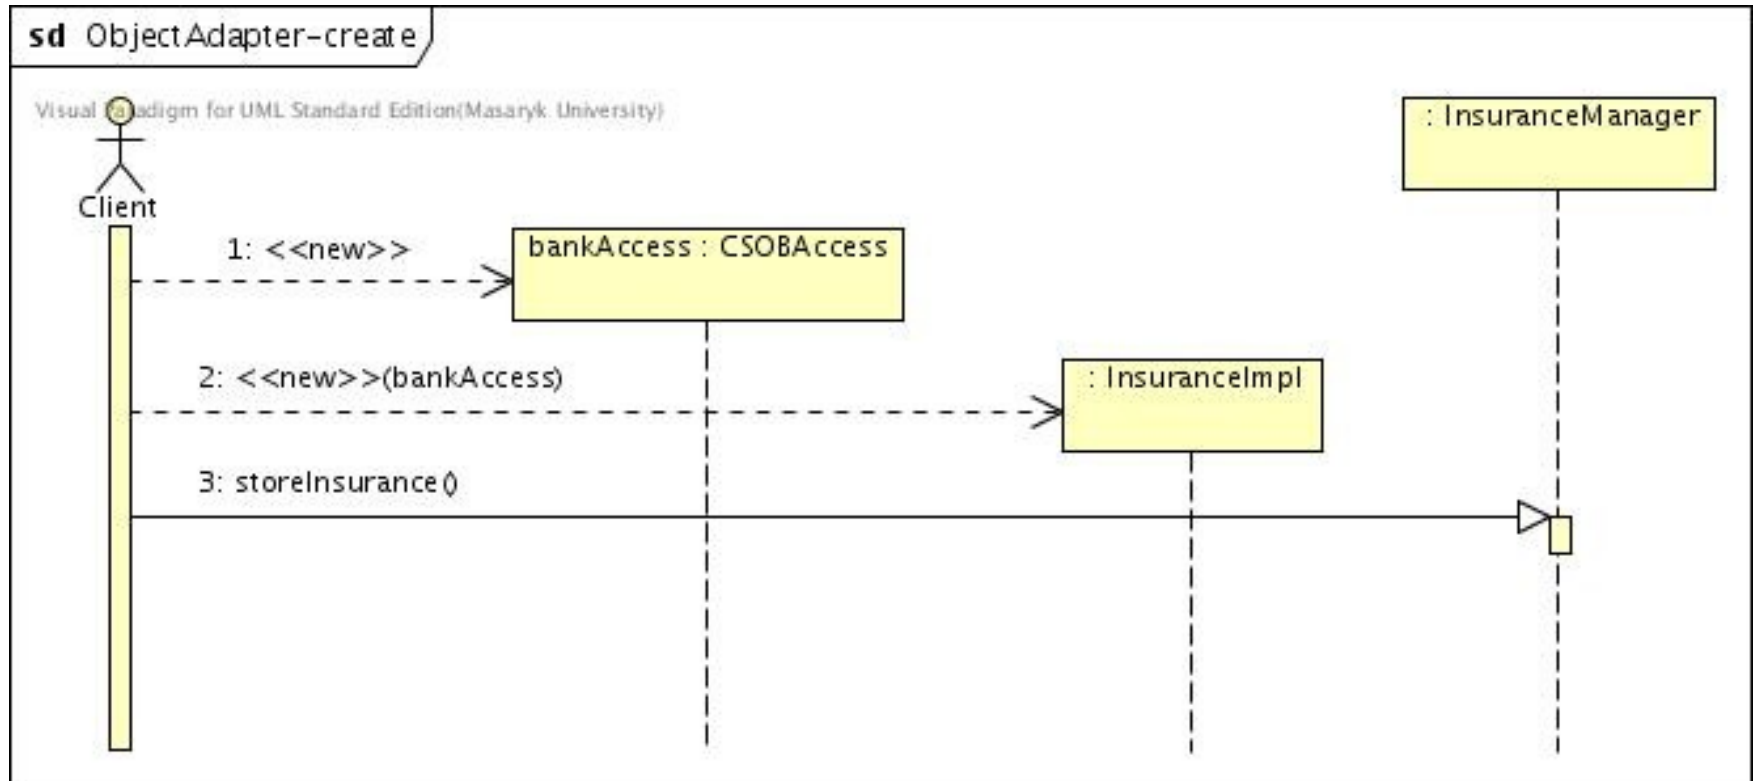 sd ObjectAdapter-create
Visual Paradigm for UML Standard Edition(Masaryk University)
: InsuranceManager
Client
1: <<new>>
bankAccess : CSOBAccess
2: <<new>>(bankAccess)
: InsuranceImpl
3: storeInsurance()